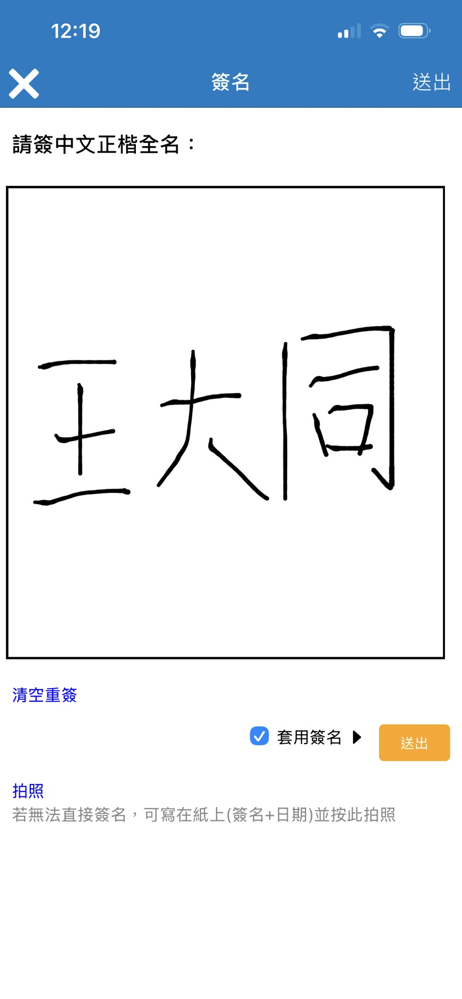 12:19
簽名 送出
請簽中文正楷全名：
王大同
清空重簽
套用簽名 送出
拍照
若無法直接簽名，可寫在紙上(簽名+日期)並按此拍照